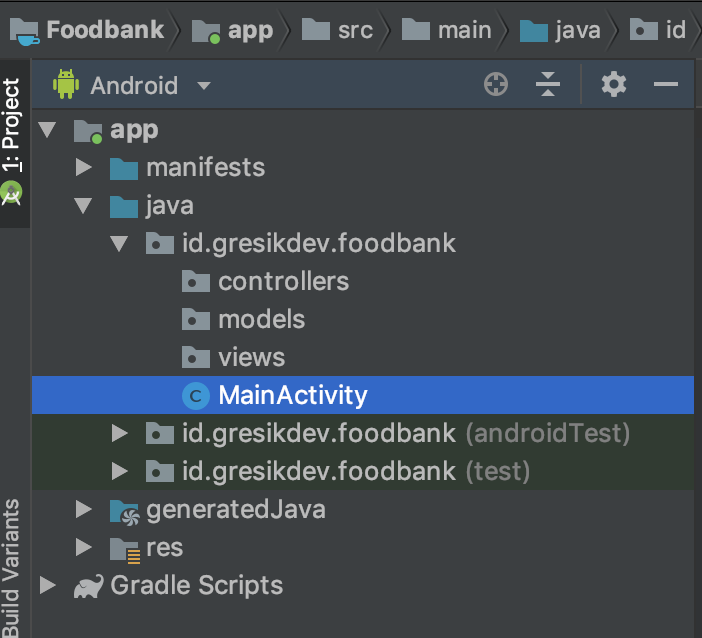 Foodbank app src main java id
Android
1: Project
app
manifests
java
id.gresikdev.foodbank
controllers
models
views
C MainActivity
id.gresikdev.foodbank (androidTest)
id.gresikdev.foodbank (test)
generatedJava
res
Gradle Scripts
Build Variants